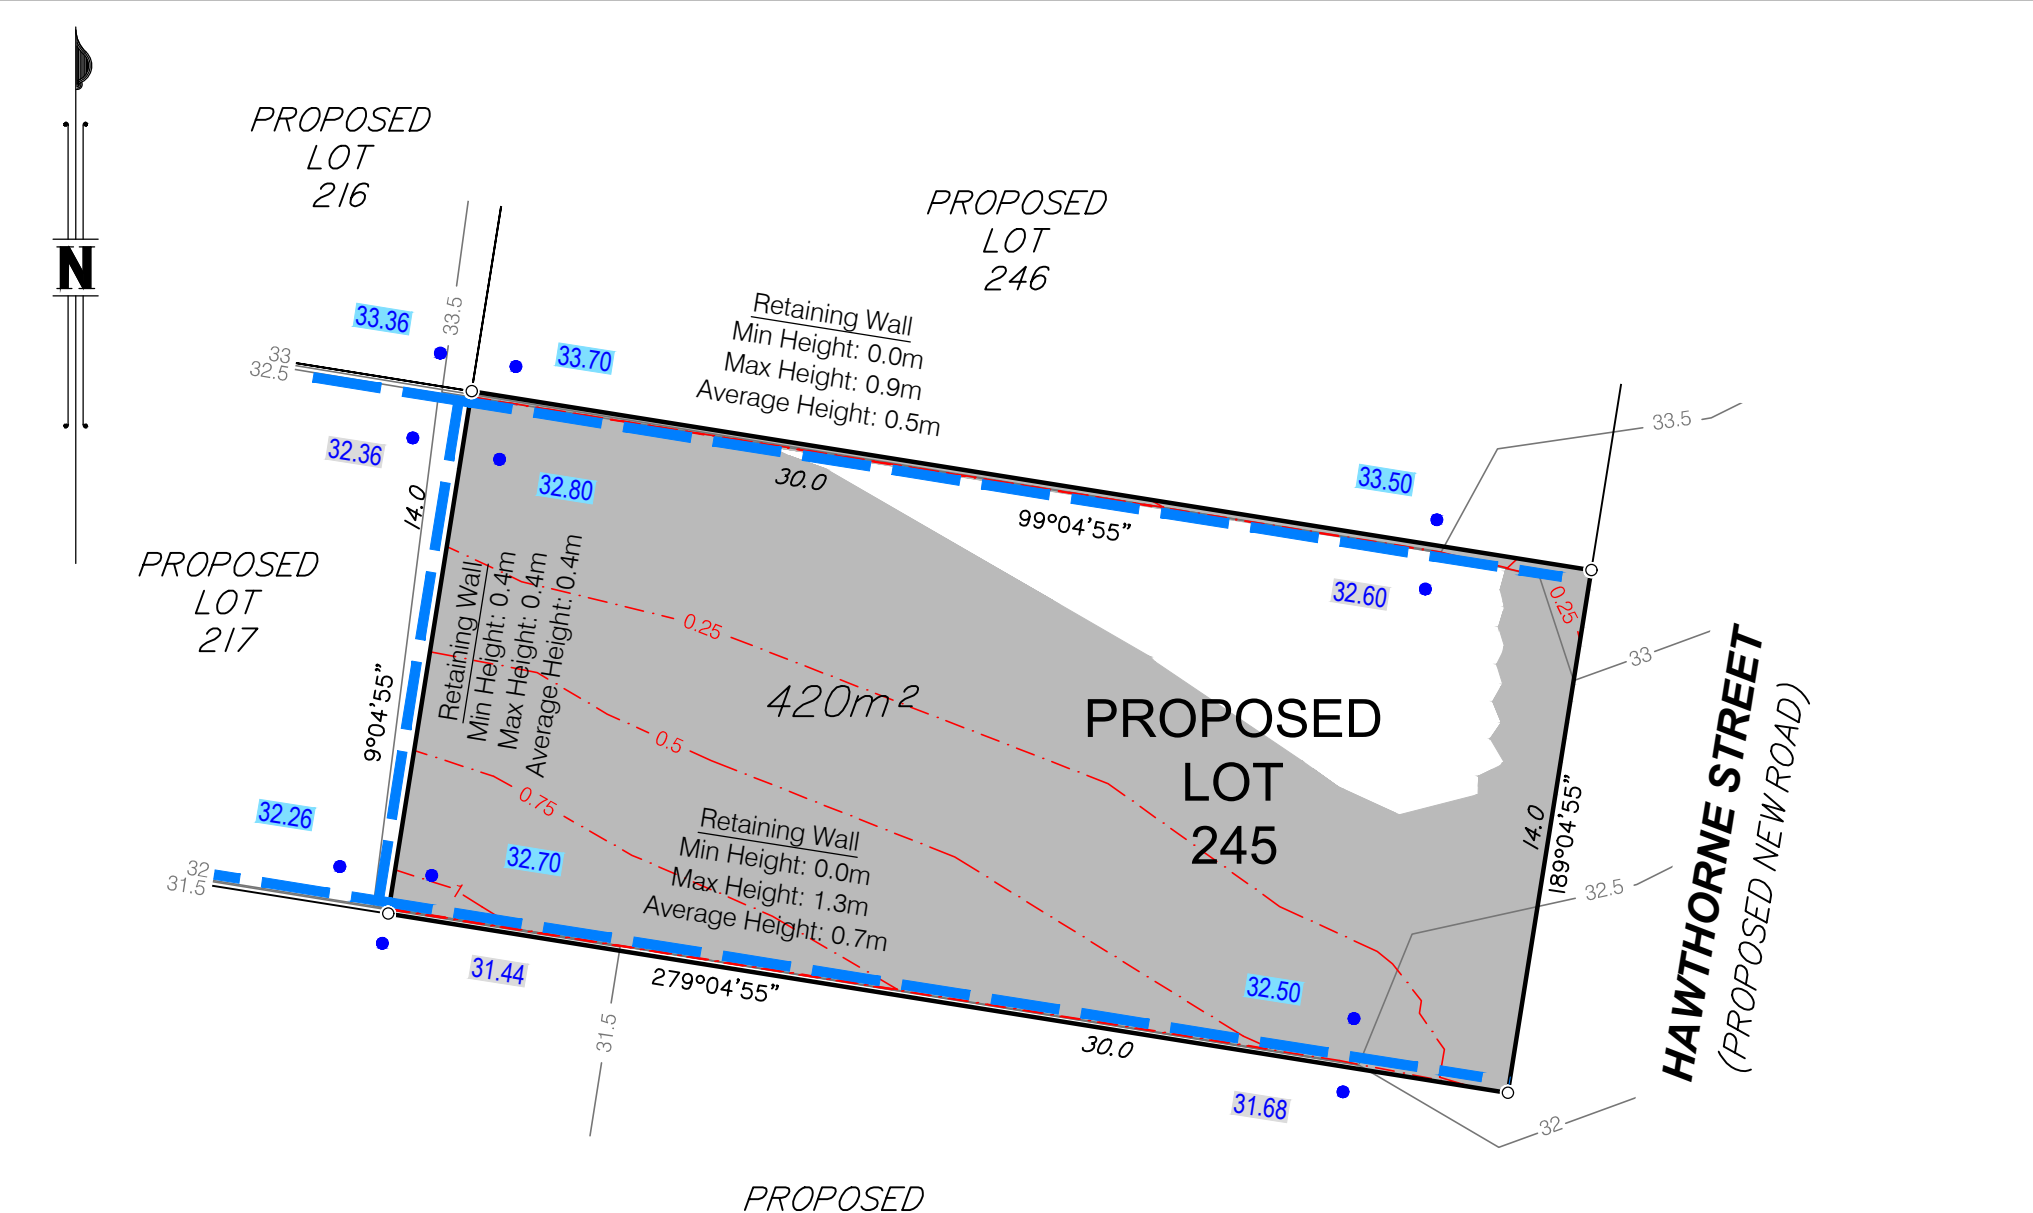 N
PROPOSED
LOT
216
PROPOSED
LOT
246
33.36
33.5
33.70
33
32.5
Retaining Wall
Min Height: 0.0m
Max Height: 0.9m
Average Height: 0.5m
32.36
32.80
30.0
99°04'55"
33.50
33.5
14.0
32.60
0.25
PROPOSED
LOT
217
Retaining Wall
Min Height: 0.4m
Max Height: 0.4m
Average Height: 0.4m
0.25
33
9°04'55"
420m²
0.5
PROPOSED
LOT
245
HAWTHORNE STREET
(PROPOSED NEW ROAD)
0.75
32.26
32.70
Retaining Wall
Min Height: 0.0m
Max Height: 1.3m
Average Height: 0.7m
14.0
189°04'55"
32
31.5
1
32.5
31.44
279°04'55"
31.5
32.50
30.0
31.68
32
PROPOSED